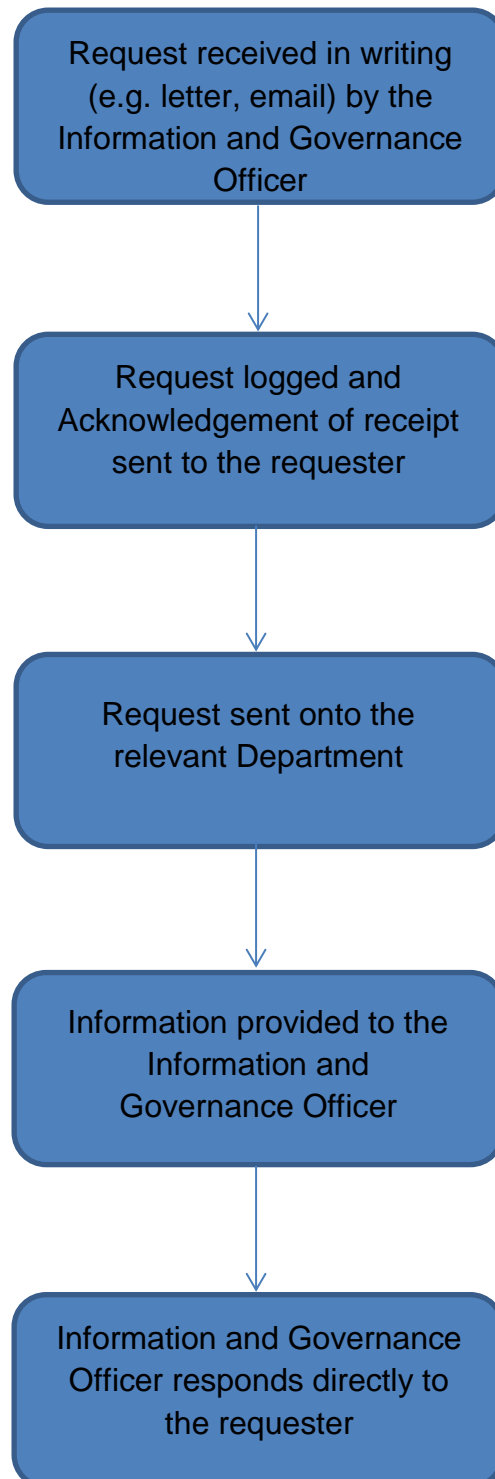 Request received in writing
(e.g. letter, email) by the
Information and Governance
Officer
Request logged and
Acknowledgement of receipt
sent to the requester
Request sent onto the
relevant Department
Information provided to the
Information and
Governance Officer
Information and Governance
Officer responds directly to
the requester